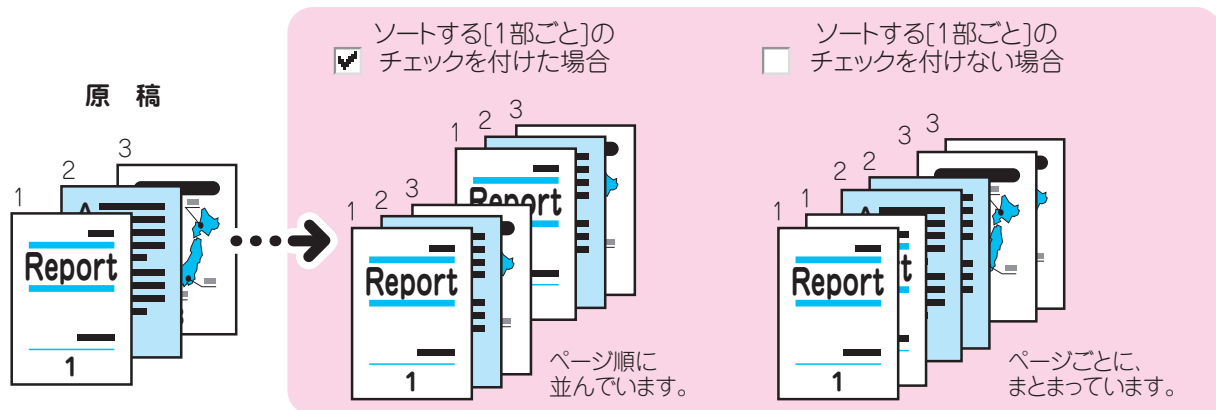 原 稿
1
2
3
Report
1
ソートする[1部ごと]の
チェックを付けた場合
1
2
3
1
2
3
Report
Report
1
ページ順に
並んでいます。
ソートする[1部ごと]の
チェックを付けない場合
1
1
2
2
3
3
Report
1
ページごとに、
まとまっています。